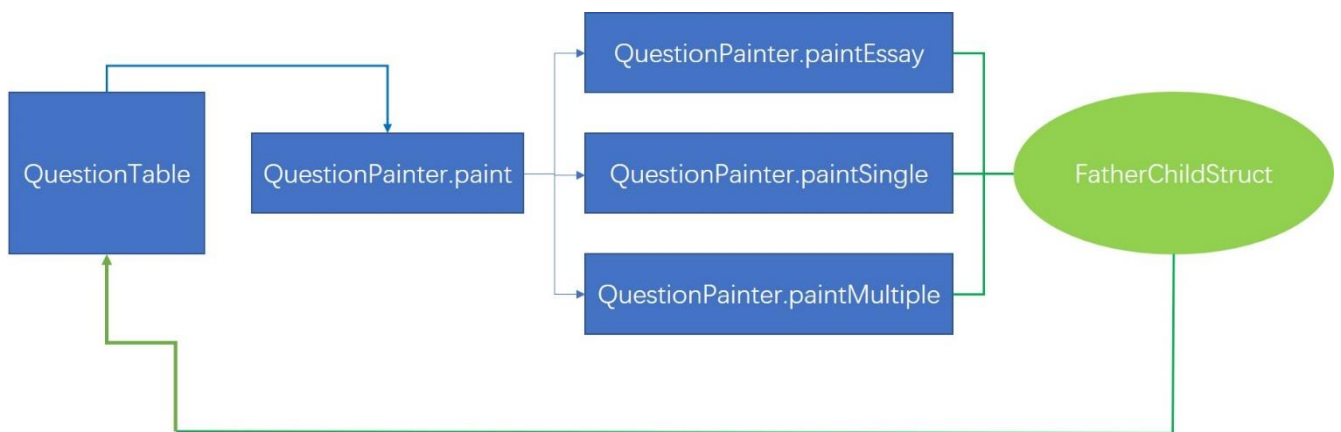 QuestionTable
QuestionPainter.paint
QuestionPainter.paintEssay
QuestionPainter.paintSingle
QuestionPainter.paintMultiple
FatherChildStruct